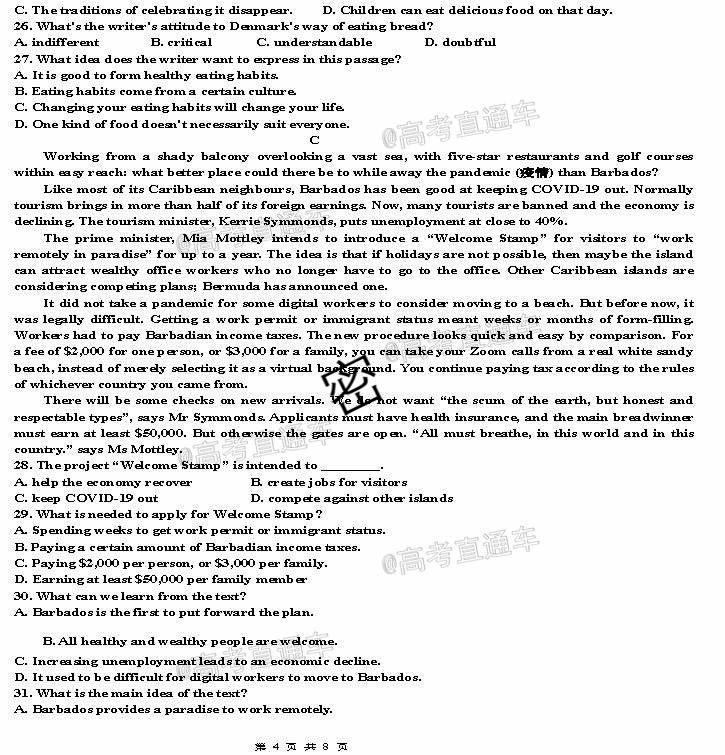 C. The traditions of celebrating it disappear. D. Children can eat delicious food on that day.
26. What's the writer's attitude to Denmark's way of eating bread?
A. indifferent B. critical C. understandable D. doubtful
27. What idea does the writer want to express in this passage?
A. It is good to form healthy eating habits.
B. Eating habits come from a certain culture.
C. Changing your eating habits will change your life.
D. One kind of food doesn't necessarily suit everyone.
@高考直通车
C
Working from a shady balcony overlooking a vast sea, with five-star restaurants and golf courses
within easy reach: what better place could there be to while away the pandemic (疫情) than Barbados?
Like most of its Caribbean neighbours, Barbados has been good at keeping COVID-19 out. Normally
tourism brings in more than half of its foreign earnings. Now, many tourists are banned and the economy is
declining. The tourism minister, Kerrie Symmonds, puts unemployment at close to 40%.
@高考直通车
The prime minister, Mia Mottley intends to introduce a “Welcome Stamp” for visitors to “work
remotely in paradise” for up to a year. The idea is that if holidays are not possible, then maybe the island
can attract wealthy office workers who no longer have to go to the office. Other Caribbean islands are
considering competing plans; Bermuda has announced one.
It did not take a pandemic for some digital workers to consider moving to a beach. But before now, it
was legally difficult. Getting a work permit or immigrant status meant weeks or months of form-filling.
Workers had to pay Barbadian income taxes. The new procedure looks quick and easy by comparison. For
@高考直通车
a fee of $2,000 for one person, or $3,000 for a family, you can take your Zoom calls from a real white sandy
beach, instead of merely selecting it as a virtual background. You continue paying tax according to the rules
of whichever country you came from.
密
There will be some checks on new arrivals. We do not want “the scum of the earth, but honest and
respectable types”, says Mr Symmonds. Applicants must have health insurance, and the main breadwinner
must earn at least $50,000. But otherwise the gates are open. “All must breathe, in this world and in this
country.” says Ms Mottley.
@高考直通车
28. The project “Welcome Stamp” is intended to ________.
A. help the economy recover B. create jobs for visitors
C. keep COVID-19 out D. compete against other islands
29. What is needed to apply for Welcome Stamp?
A. Spending weeks to get work permit or immigrant status.
B. Paying a certain amount of Barbadian income taxes.
C. Paying $2,000 per person, or $3,000 per family.
@高考直通车
D. Earning at least $50,000 per family member
30. What can we learn from the text?
A. Barbados is the first to put forward the plan.
B. All healthy and wealthy people are welcome.
@高考直通车
C. Increasing unemployment leads to an economic decline.
D. It used to be difficult for digital workers to move to Barbados.
31. What is the main idea of the text?
A. Barbados provides a paradise to work remotely.
第 4 页 共 8 页